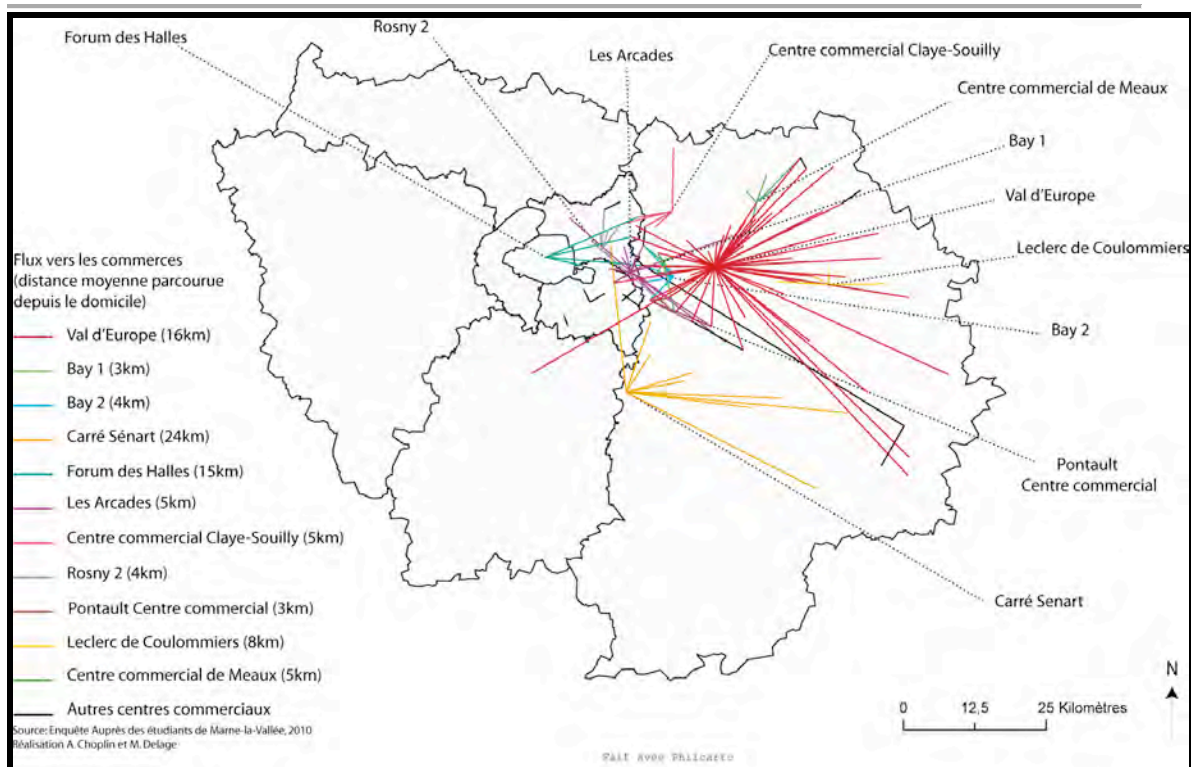 Rosny 2
Forum des Halles
Les Arcades
Centre commercial Claye-Souilly
Centre commercial de Meaux
Bay 1
Val d'Europe
Leclerc de Coulommiers
Bay 2
Pontault
Centre commercial
Carré Senart
Flux vers les commerces
(distance moyenne parcourue
depuis le domicile)
Val d'Europe (16km)
Bay 1 (3km)
Bay 2 (4km)
Carré Sénart (24km)
Forum des Halles (15km)
Les Arcades (5km)
Centre commercial Claye-Souilly (5km)
Rosny 2 (4km)
Pontault Centre commercial (3km)
Leclerc de Coulommiers (8km)
Centre commercial de Meaux (5km)
Autres centres commerciaux
Source: Enquête Auprès des étudiants de Marne-la-Vallée, 2010
Réalisation A. Choplin et M. Delage
N
0 12,5 25 Kilomètres
Fait avec Philcarto